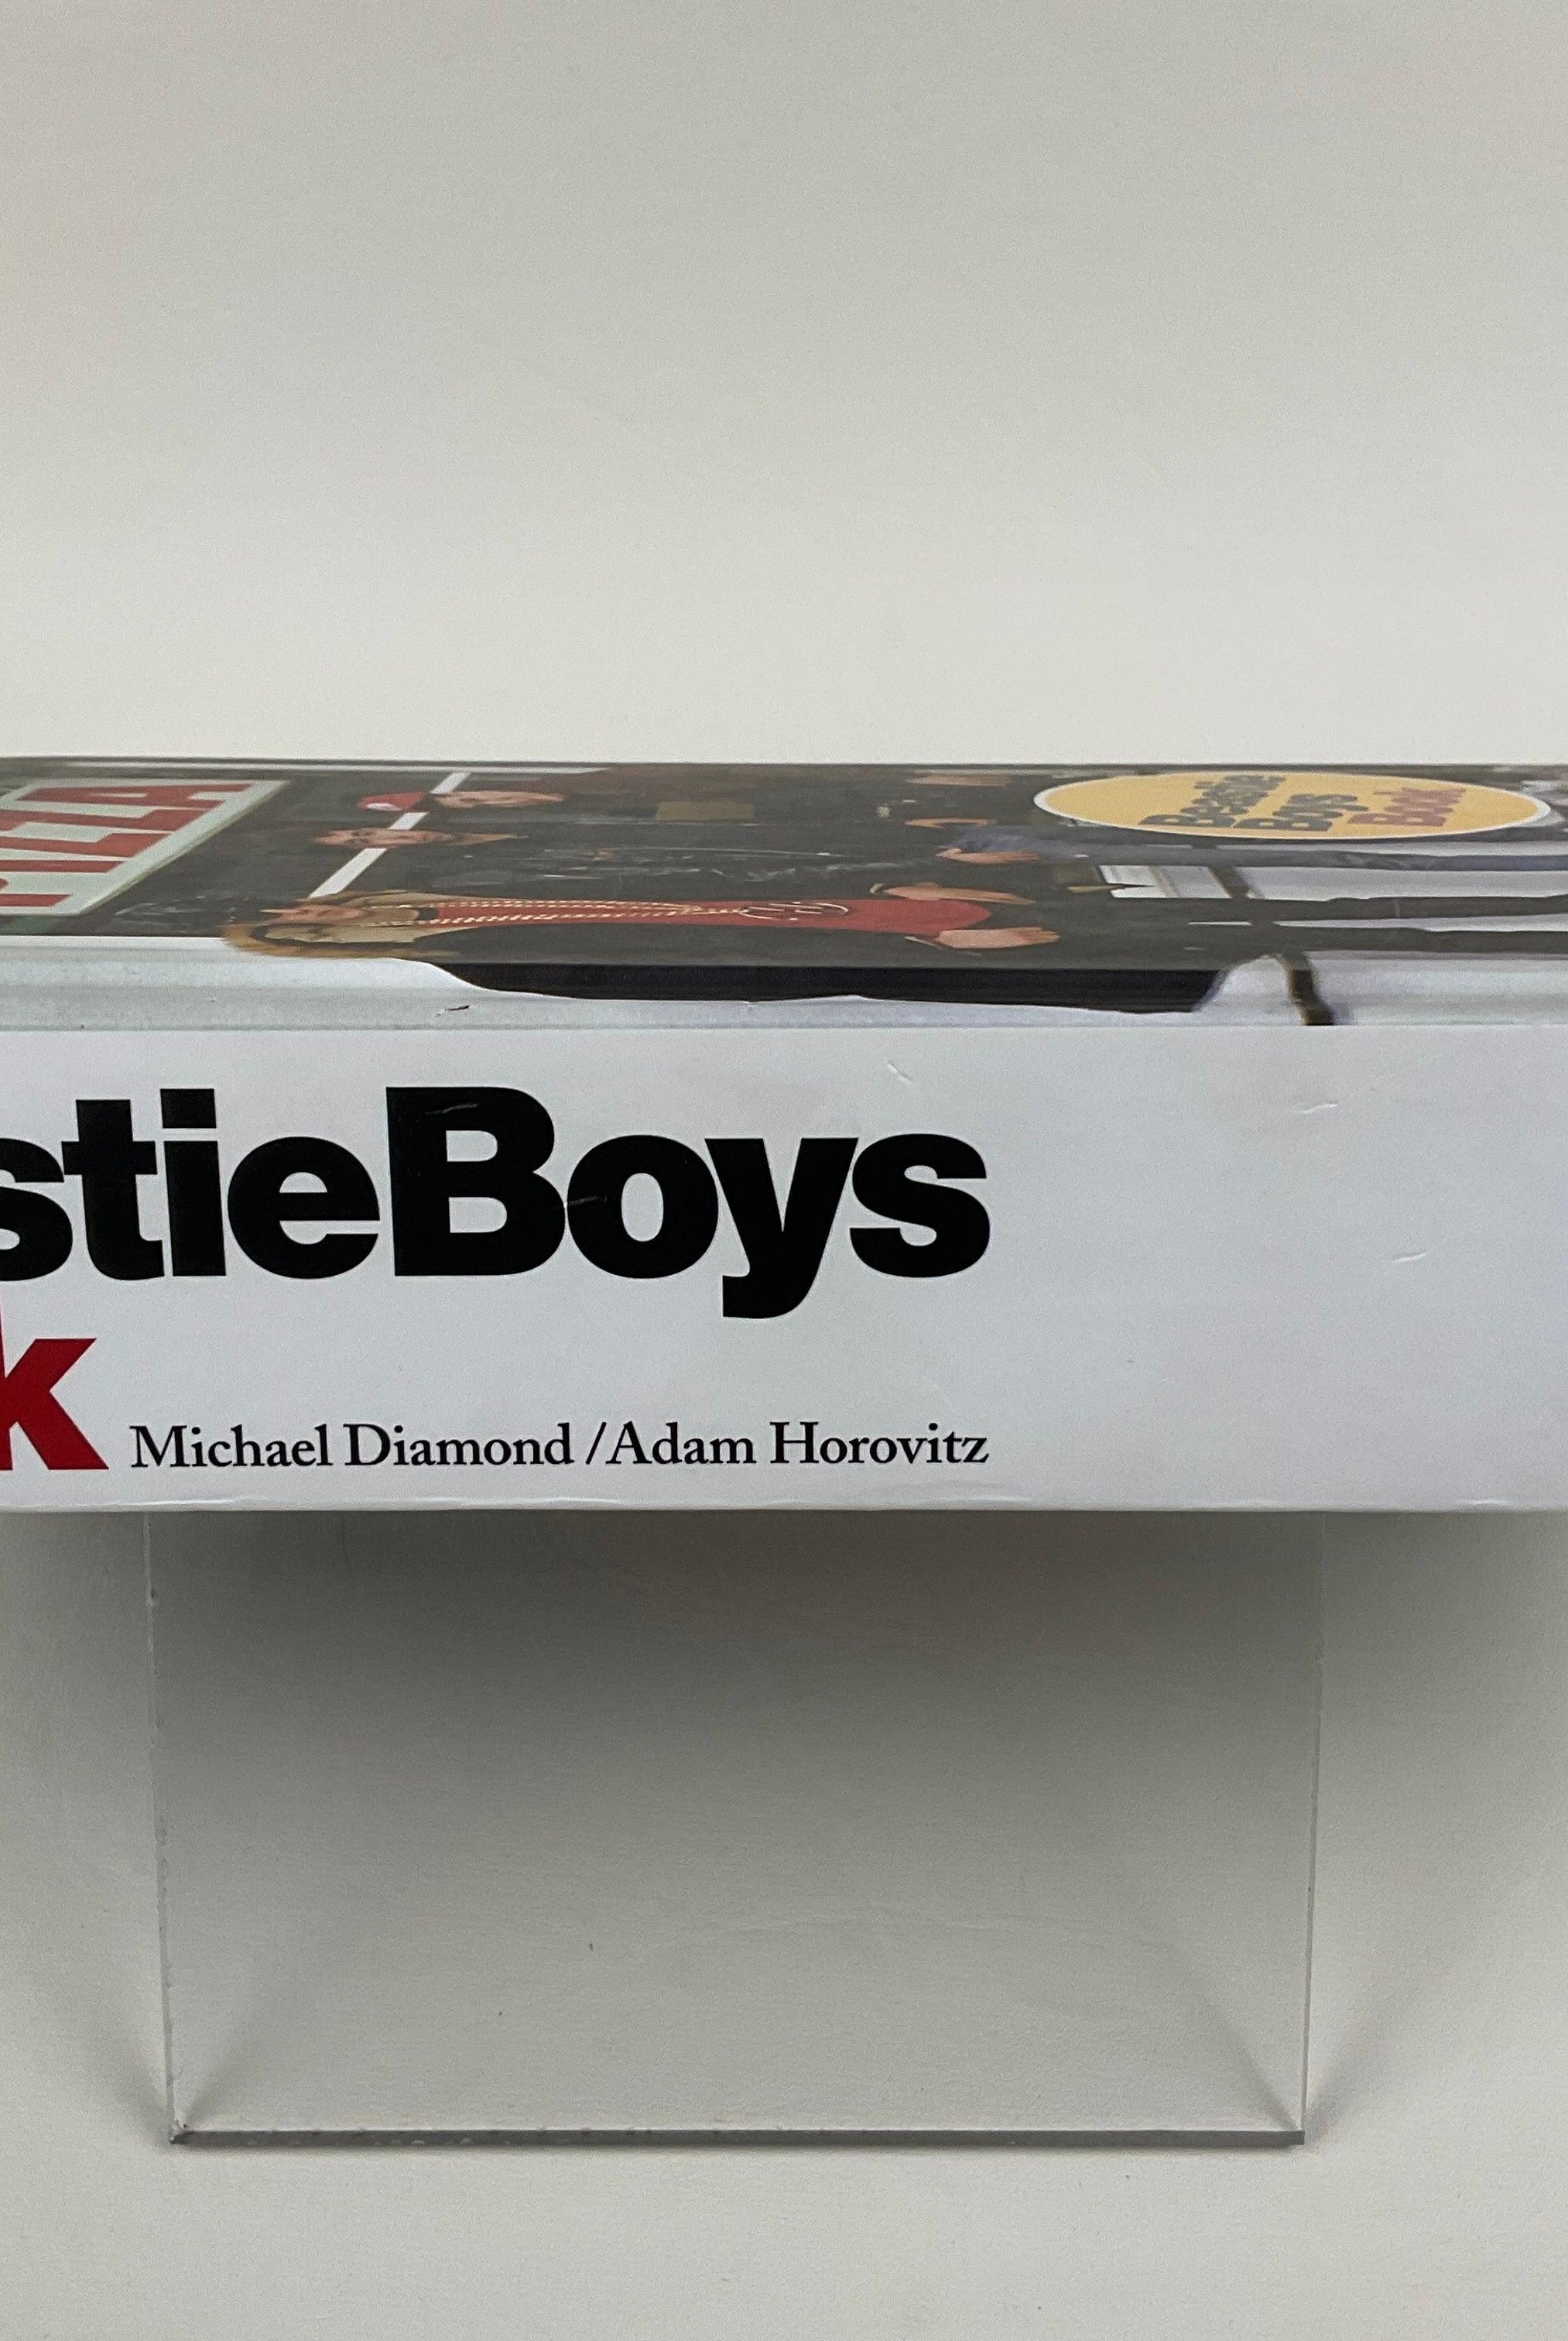 Beastie
Boys
Book
stieBoys
k
Michael Diamond /Adam Horovitz